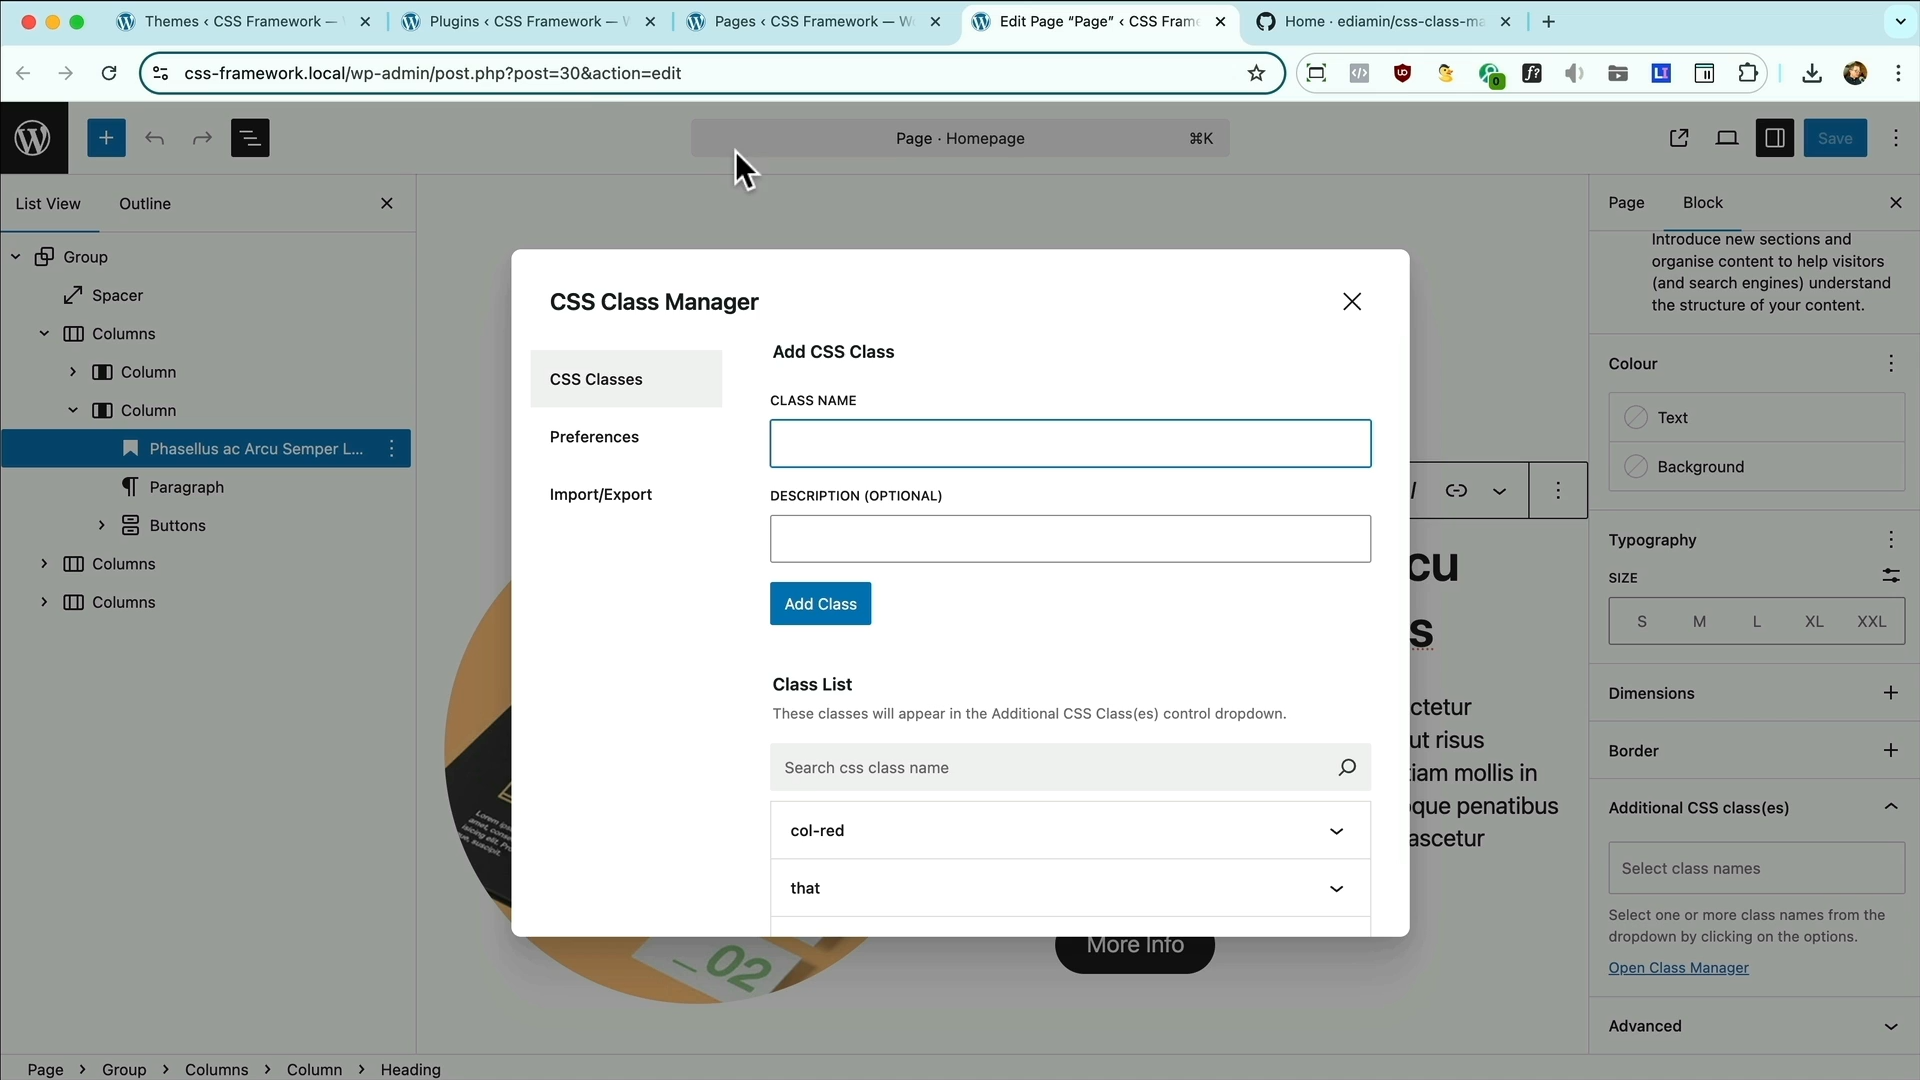 Themes ‹ CSS Framework —
Plugins ‹ CSS Framework —
Pages ‹ CSS Framework —
Edit Page “Page” ‹ CSS Fram
Home · ediamin/css-class-ma
css-framework.local/wp-admin/post.php?post=30&action=edit
Page · Homepage
⌘K
Save
List View
Outline
Group
Spacer
Columns
Column
Column
Phasellus ac Arcu Semper L...
Paragraph
Buttons
Columns
Columns
CSS Class Manager
CSS Classes
Preferences
Import/Export
Add CSS Class
CLASS NAME
DESCRIPTION (OPTIONAL)
Add Class
Class List
These classes will appear in the Additional CSS Class(es) control dropdown.
Search css class name
col-red
that
cu
s
ctetur
ut risus
iam mollis in
que penatibus
ascetur
More Info
02
Page
Block
Introduce new sections and
organise content to help visitors
(and search engines) understand
the structure of your content.
Colour
Text
Background
Typography
SIZE
S M L XL XXL
Dimensions
Border
Additional CSS class(es)
Select class names
Select one or more class names from the
dropdown by clicking on the options.
Open Class Manager
Advanced
Page › Group › Columns › Column › Heading